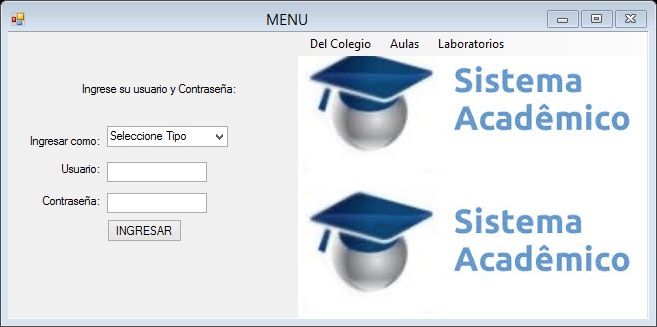 MENU
Del Colegio Aulas Laboratorios
Ingrese su usuario y Contraseña:
Ingresar como: Seleccione Tipo
Usuario:
Contraseña:
INGRESAR
Sistema
Acadêmico
Sistema
Acadêmico